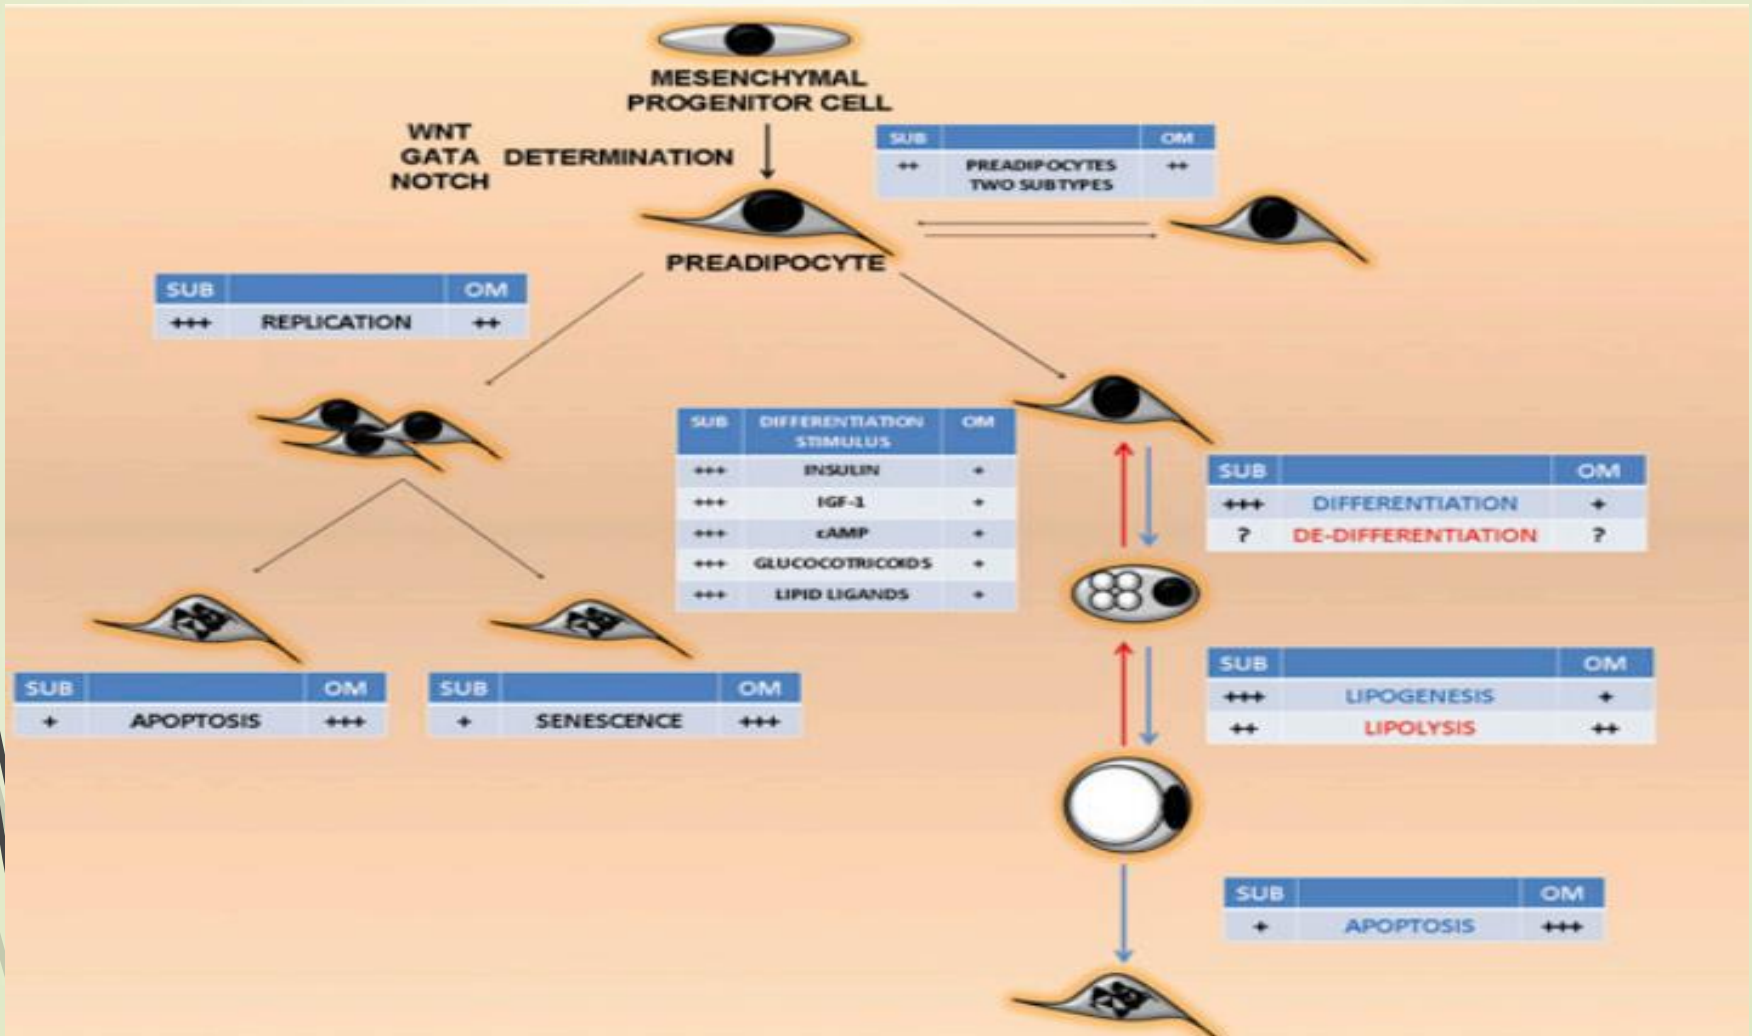 MESENCHYMAL
PROGENITOR CELL
WNT
GATA DETERMINATION
NOTCH
SUB OM
++ PREADIPOCYTES ++
TWO SUBTYPES
PREADIPOCYTE
SUB OM
+++ REPLICATION ++
SUB DIFFERENTIATION OM
STIMULUS
+++ INSULIN +
+++ IGF-1 +
+++ cAMP +
+++ GLUCOCOTRICOIDS +
+++ LIPID LIGANDS +
SUB OM
+++ DIFFERENTIATION +
? DE-DIFFERENTIATION ?
SUB OM
+ APOPTOSIS +++
SUB OM
+ SENESCENCE +++
SUB OM
+++ LIPOGENESIS +
++ LIPOLYSIS ++
SUB OM
+ APOPTOSIS +++